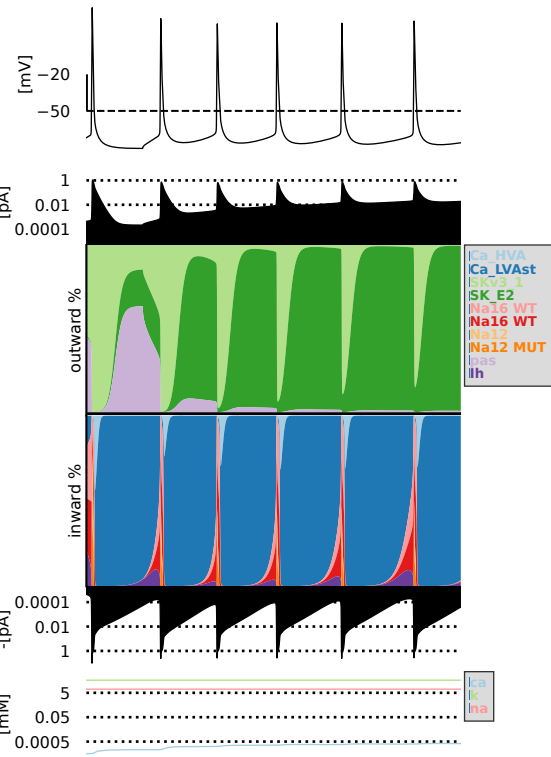 [mV]
−20
−50
[pA]
1
0.01
0.0001
outward %
Ca_HVA
Ca_LVAst
SKv3_1
SK_E2
Na16 WT
Na16 WT
Na12
Na12 MUT
pas
Ih
inward %
-[pA]
0.0001
0.01
1
[mM]
5
0.05
0.0005
ca
k
na